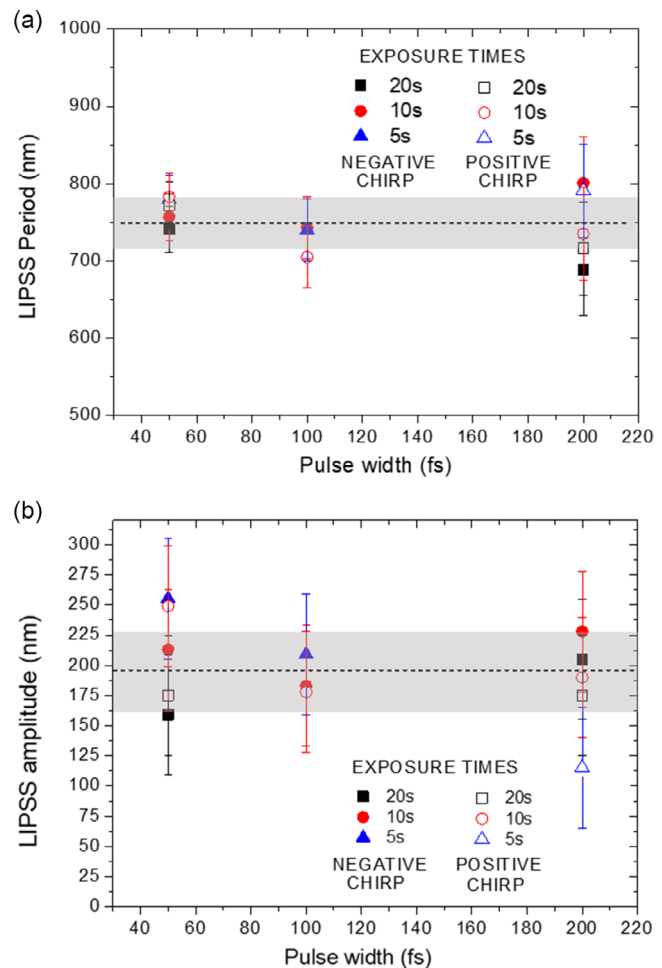 (a)
1000
900
800
700
600
500
LIPSS Period (nm)
EXPOSURE TIMES
20s 20s
10s 10s
5s 5s
NEGATIVE POSITIVE
CHIRP CHIRP
40 60 80 100 120 140 160 180 200 220
Pulse width (fs)
(b)
300
275
250
225
200
175
150
125
100
75
50
25
0
LIPSS amplitude (nm)
EXPOSURE TIMES
20s 20s
10s 10s
5s 5s
NEGATIVE POSITIVE
CHIRP CHIRP
40 60 80 100 120 140 160 180 200 220
Pulse width (fs)